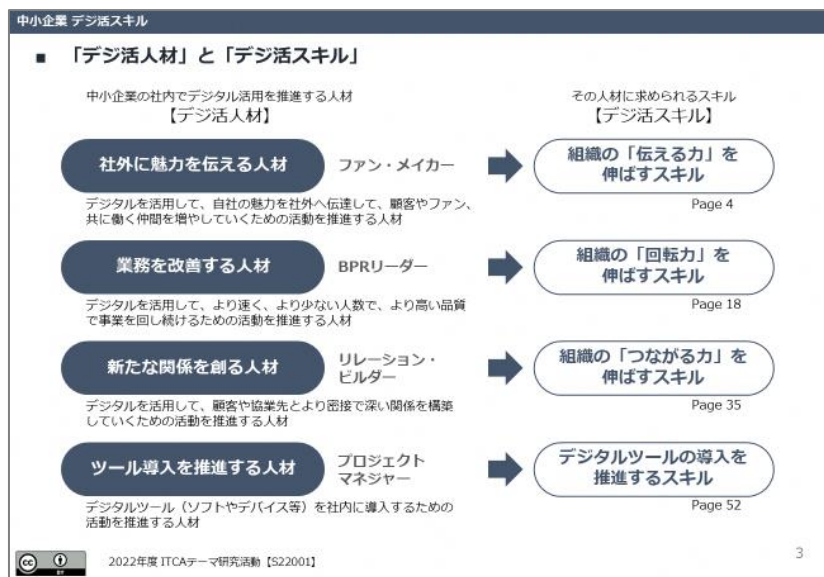 中小企業 デジ活スキル
■ 「デジ活人材」と「デジ活スキル」
中小企業の社内でデジタル活用を推進する人材
【デジ活人材】
その人材に求められるスキル
【デジ活スキル】
社外に魅力を伝える人材
ファン・メイカー
組織の「伝える力」を
伸ばすスキル
デジタルを活用して、自社の魅力を社外へ伝達して、顧客やファン、
共に働く仲間を増やしていくための活動を推進する人材
Page 4
業務を改善する人材
BPRリーダー
組織の「回転力」を
伸ばすスキル
デジタルを活用して、より速く、より少ない人数で、より高い品質
で事業を回し続けるための活動を推進する人材
Page 18
新たな関係を創る人材
リレーション・
ビルダー
組織の「つながる力」を
伸ばすスキル
デジタルを活用して、顧客や協業先とより密接で深い関係を構築
していくための活動を推進する人材
Page 35
ツール導入を推進する人材
プロジェクト
マネジャー
デジタルツールの導入を
推進するスキル
デジタルツール（ソフトやデバイス等）を社内に導入するための
活動を推進する人材
Page 52
cc BY
2022年度 ITCAテーマ研究活動【S22001】
3